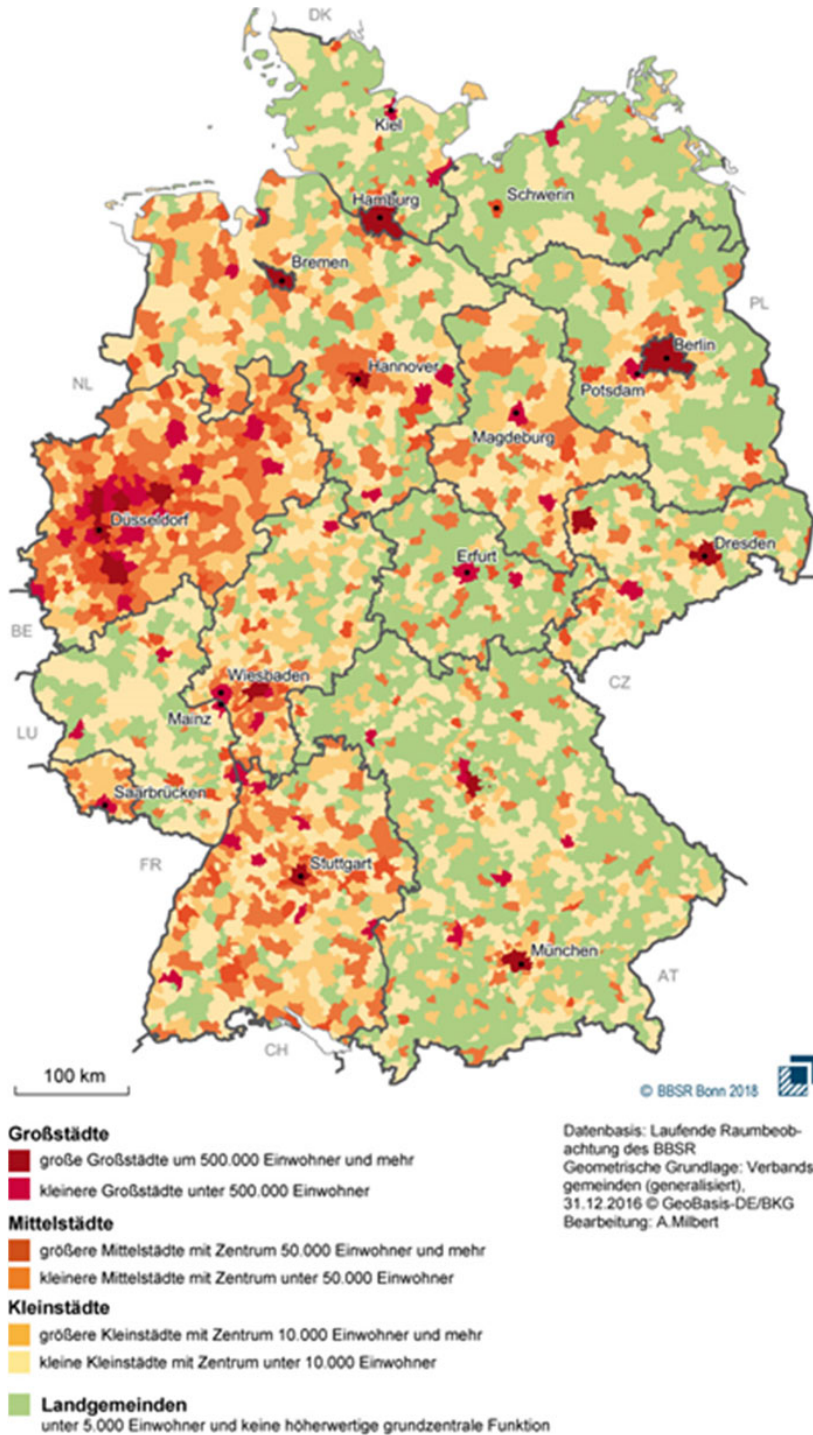 DK
Kiel
Hamburg
Schwerin
Bremen
PL
Berlin
NL
Hannover
Potsdam
Magdeburg
Düsseldorf
Erfurt
Dresden
BE
Wiesbaden
CZ
LU
Mainz
Saarbrücken
FR
Stuttgart
München
AT
CH
100 km
© BBSR Bonn 2018
Großstädte
große Großstädte um 500.000 Einwohner und mehr
kleinere Großstädte unter 500.000 Einwohner
Mittelstädte
größere Mittelstädte mit Zentrum 50.000 Einwohner und mehr
kleinere Mittelstädte mit Zentrum unter 50.000 Einwohner
Kleinstädte
größere Kleinstädte mit Zentrum 10.000 Einwohner und mehr
kleine Kleinstädte mit Zentrum unter 10.000 Einwohner
Landgemeinden
unter 5.000 Einwohner und keine höherwertige grundzentrale Funktion
Datenbasis: Laufende Raumbeob-
achtung des BBSR
Geometrische Grundlage: Verbands
gemeinden (generalisiert),
31.12.2016 © GeoBasis-DE/BKG
Bearbeitung: A.Milbert